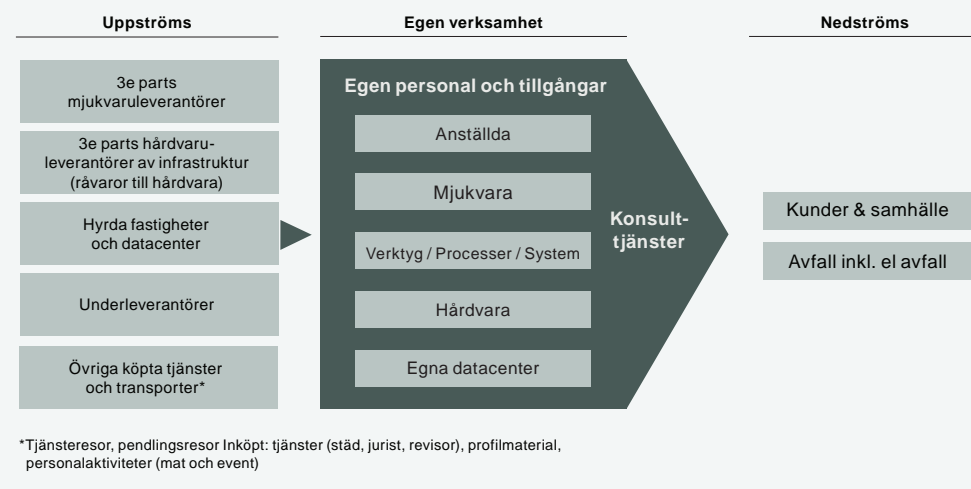 Uppströms
3e parts
mjukvaruleverantörer
3e parts hårdvaru-
leverantörer av infrastruktur
(råvaror till hårdvara)
Hyrda fastigheter
och datacenter
Underleverantörer
Övriga köpta tjänster
och transporter*
Egen verksamhet
Egen personal och tillgångar
Anställda
Mjukvara
Verktyg / Processer / System
Hårdvara
Egna datacenter
Konsult-
tjänster
Nedströms
Kunder & samhälle
Avfall inkl. el avfall
*Tjänsteresor, pendlingsresor Inköpt: tjänster (städ, jurist, revisor), profilmaterial,
personalaktiviteter (mat och event)